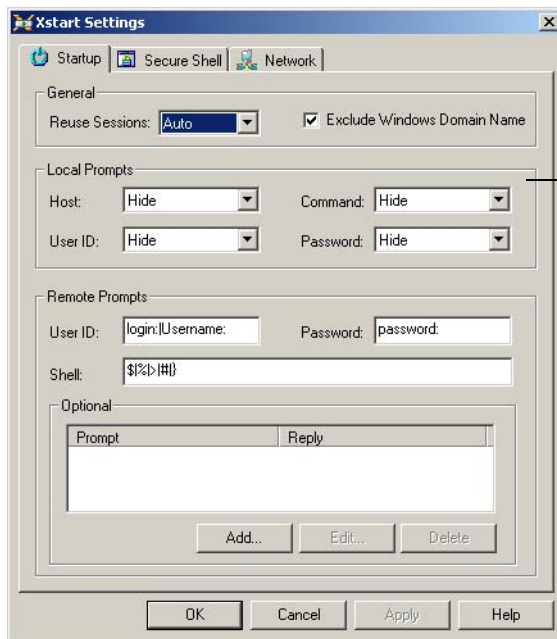 Xstart Settings
Startup Secure Shell Network
General
Reuse Sessions: Auto Exclude Windows Domain Name
Local Prompts
Host: Hide Command: Hide
User ID: Hide Password: Hide
Remote Prompts
User ID: login:|Username: Password: password:
Shell: $|%|>|#|}
Optional
Prompt Reply
Add... Edit... Delete
OK Cancel Apply Help